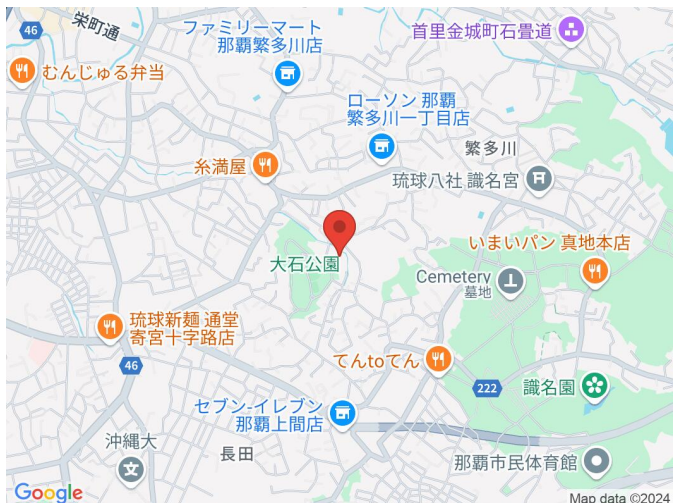 46
栄町通
ファミリーマート
那覇繁多川店
首里金城町石畳道
むんじゅる弁当
ローソン 那覇
繁多川一丁目店
繁多川
糸満屋
琉球八社 識名宮
大石公園
いまいパン 真地本店
Cemetery
墓地
琉球新麺 通堂
寄宮十字路店
46
てんtoてん
222
識名園
セブン-イレブン
那覇上間店
沖縄大
長田
那覇市民体育館
Google
Map data ©2024